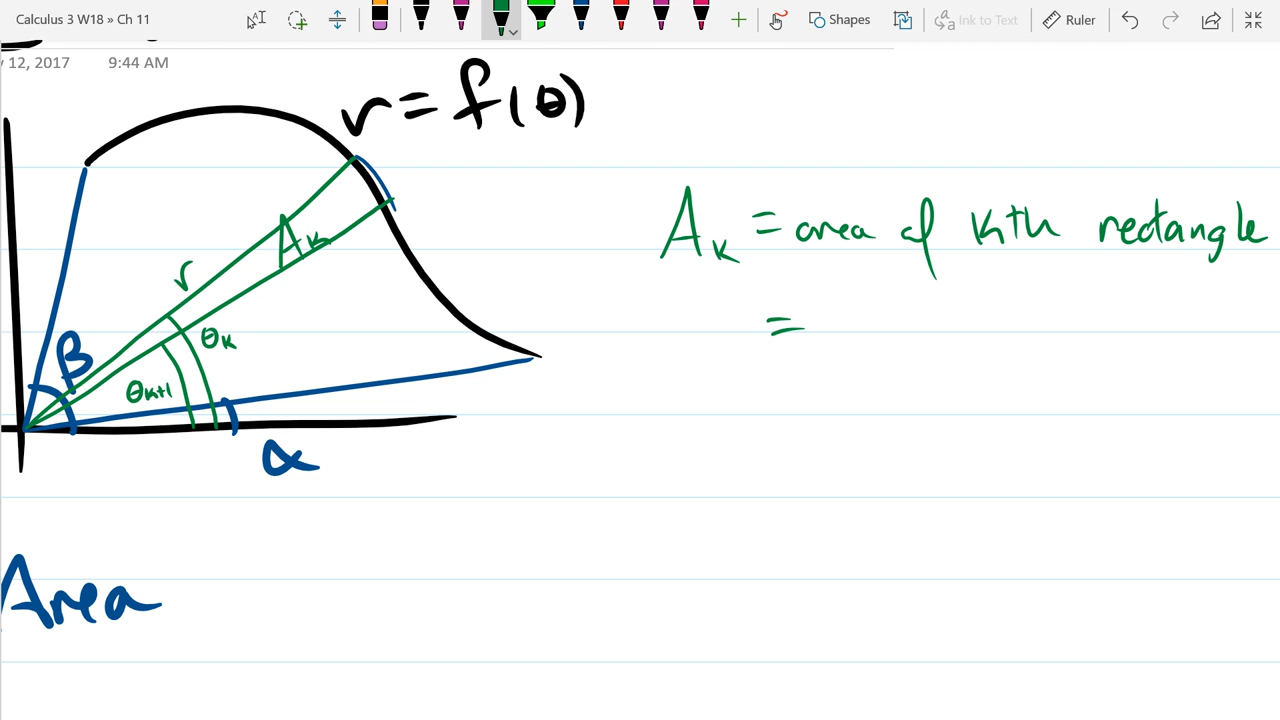 Calculus 3 W18 » Ch 11
Shapes
Ink to Text
Ruler
12, 2017 9:44 AM
r = f(θ)
A_K = area of Kth rectangle
=
A_K
r
θ_K
θ_K+1
β
α
Area